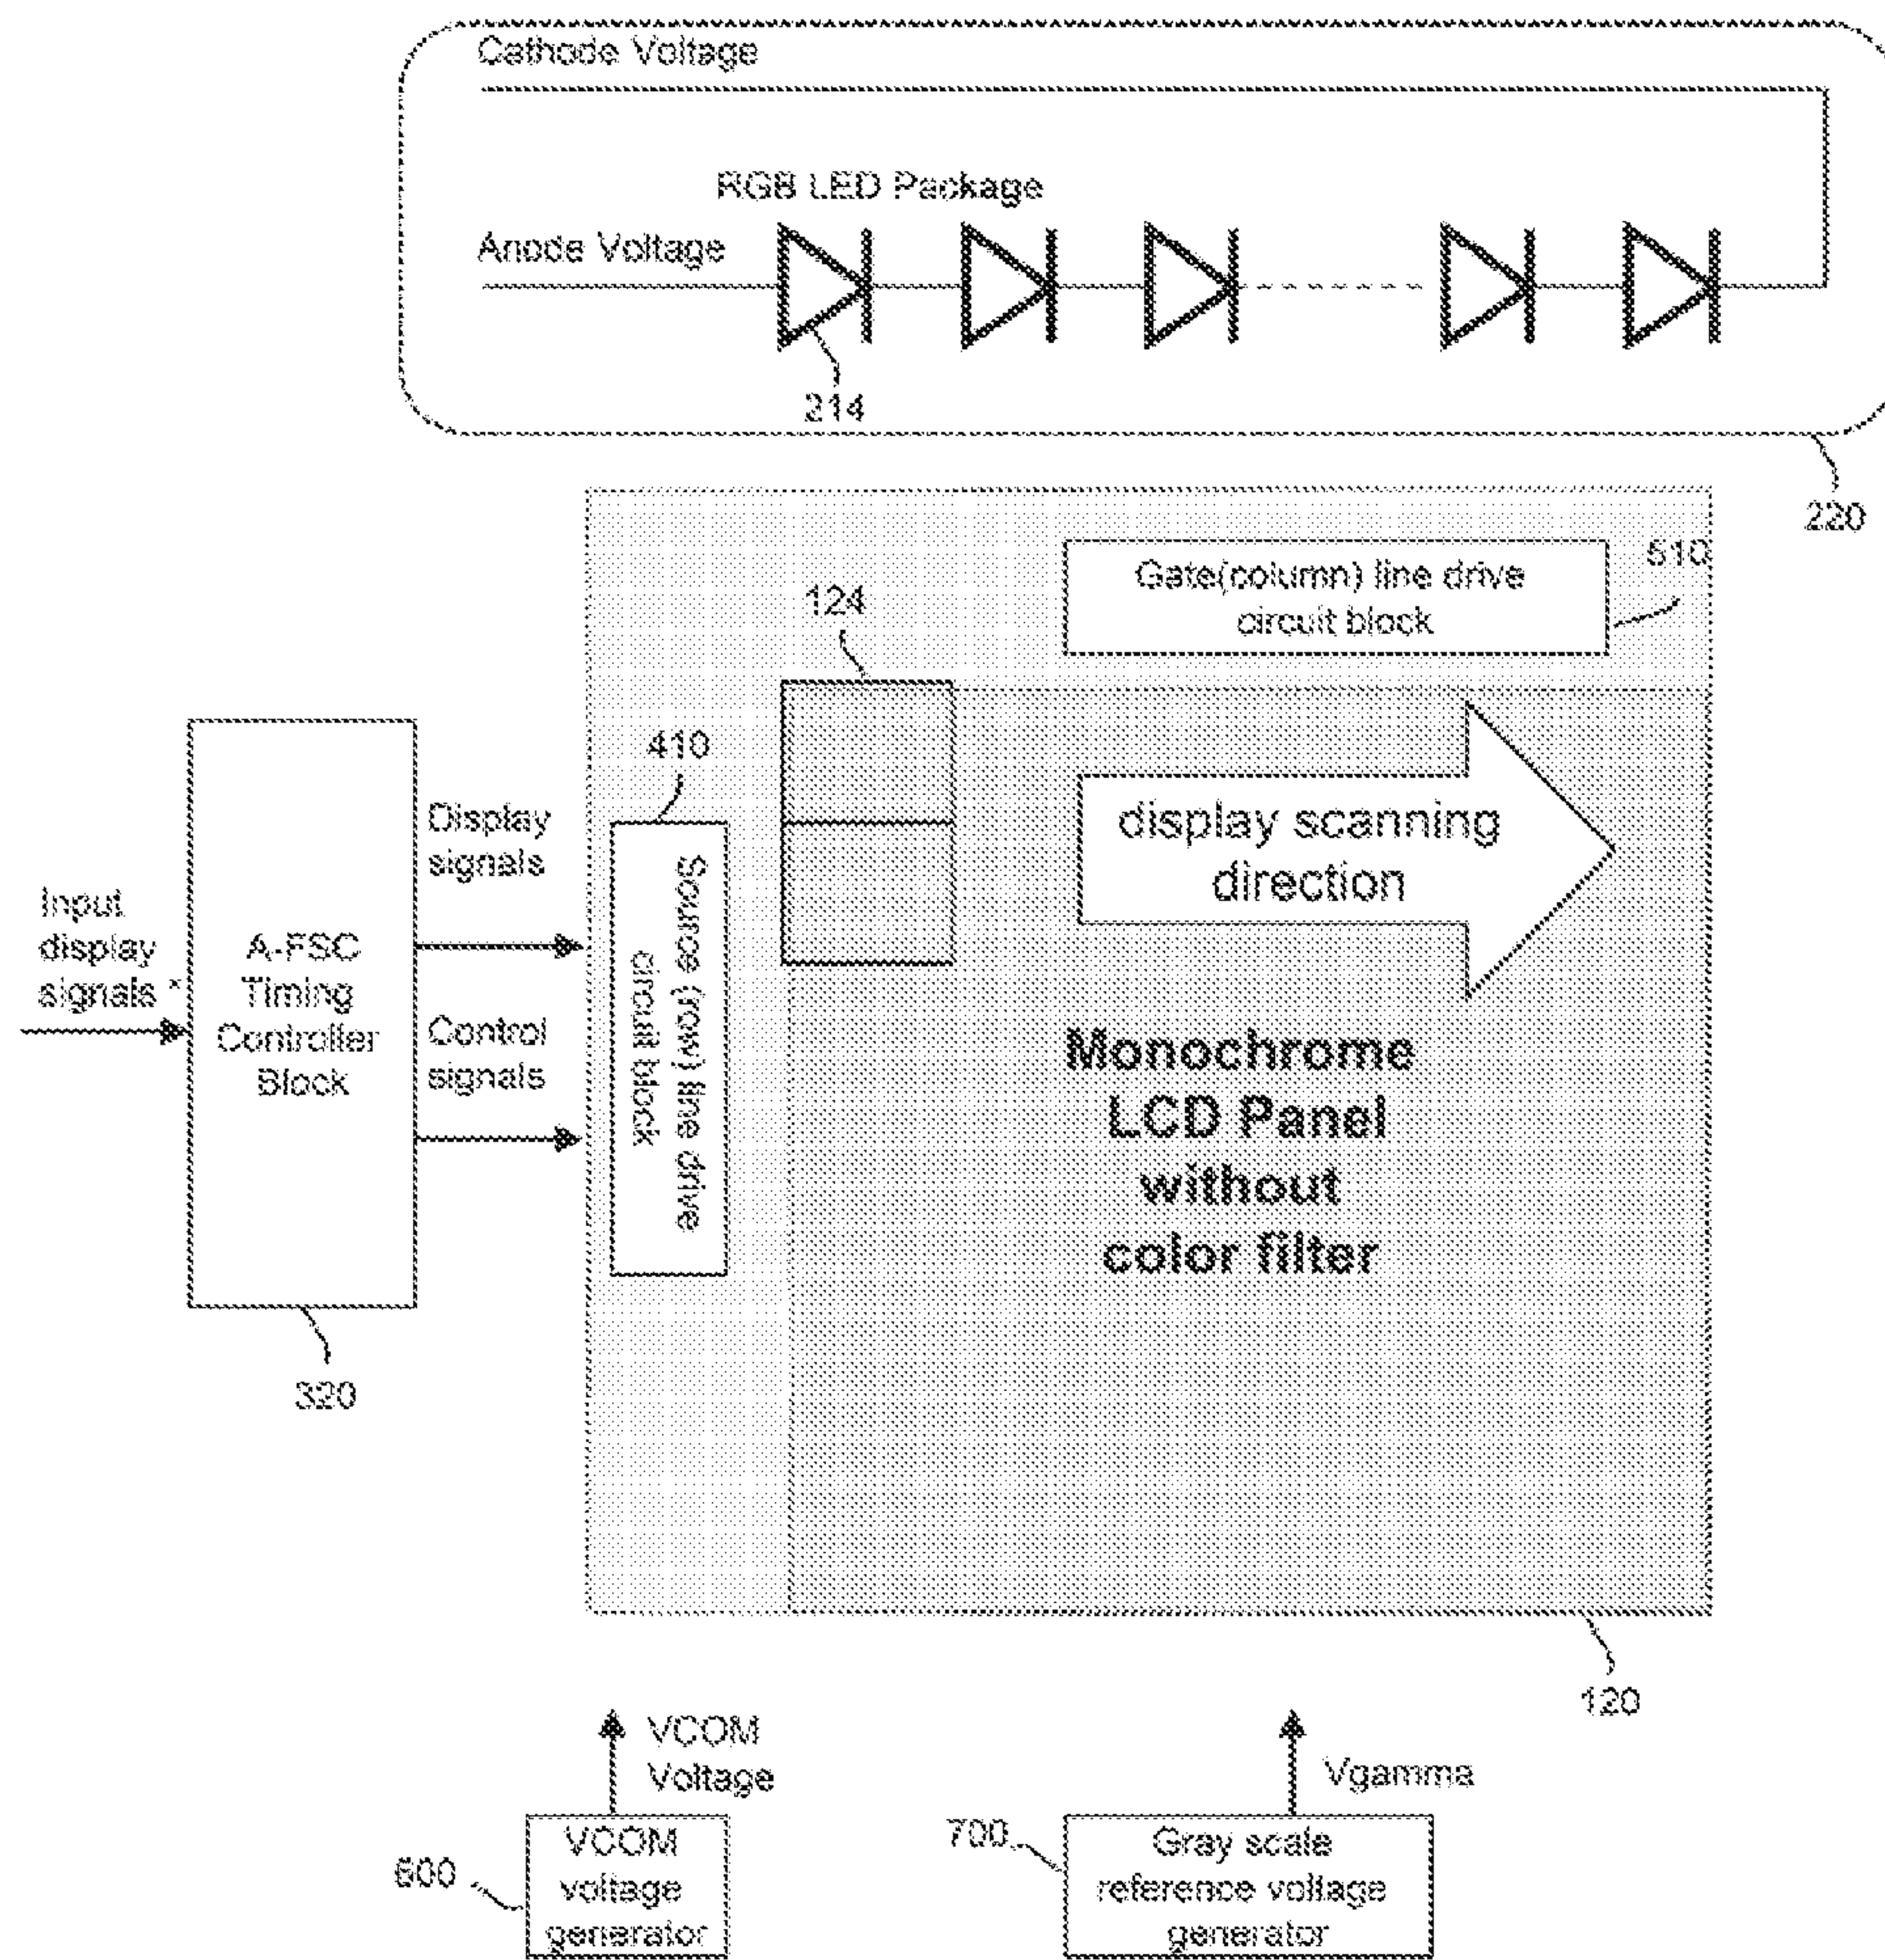 Cathode Voltage
RGB LED Package
Anode Voltage
214
220
Gate(column) line drive
circuit block
510
124
410
Source (row) line drive
circuit block
display scanning
direction
Display
signals
Control
signals
Input
display
signals *
A-FSC
Timing
Controller
Block
320
Monochrome
LCD Panel
without
color filter
120
VCOM
Voltage
Vgamma
600
VCOM
voltage
generator
700
Gray scale
reference voltage
generator